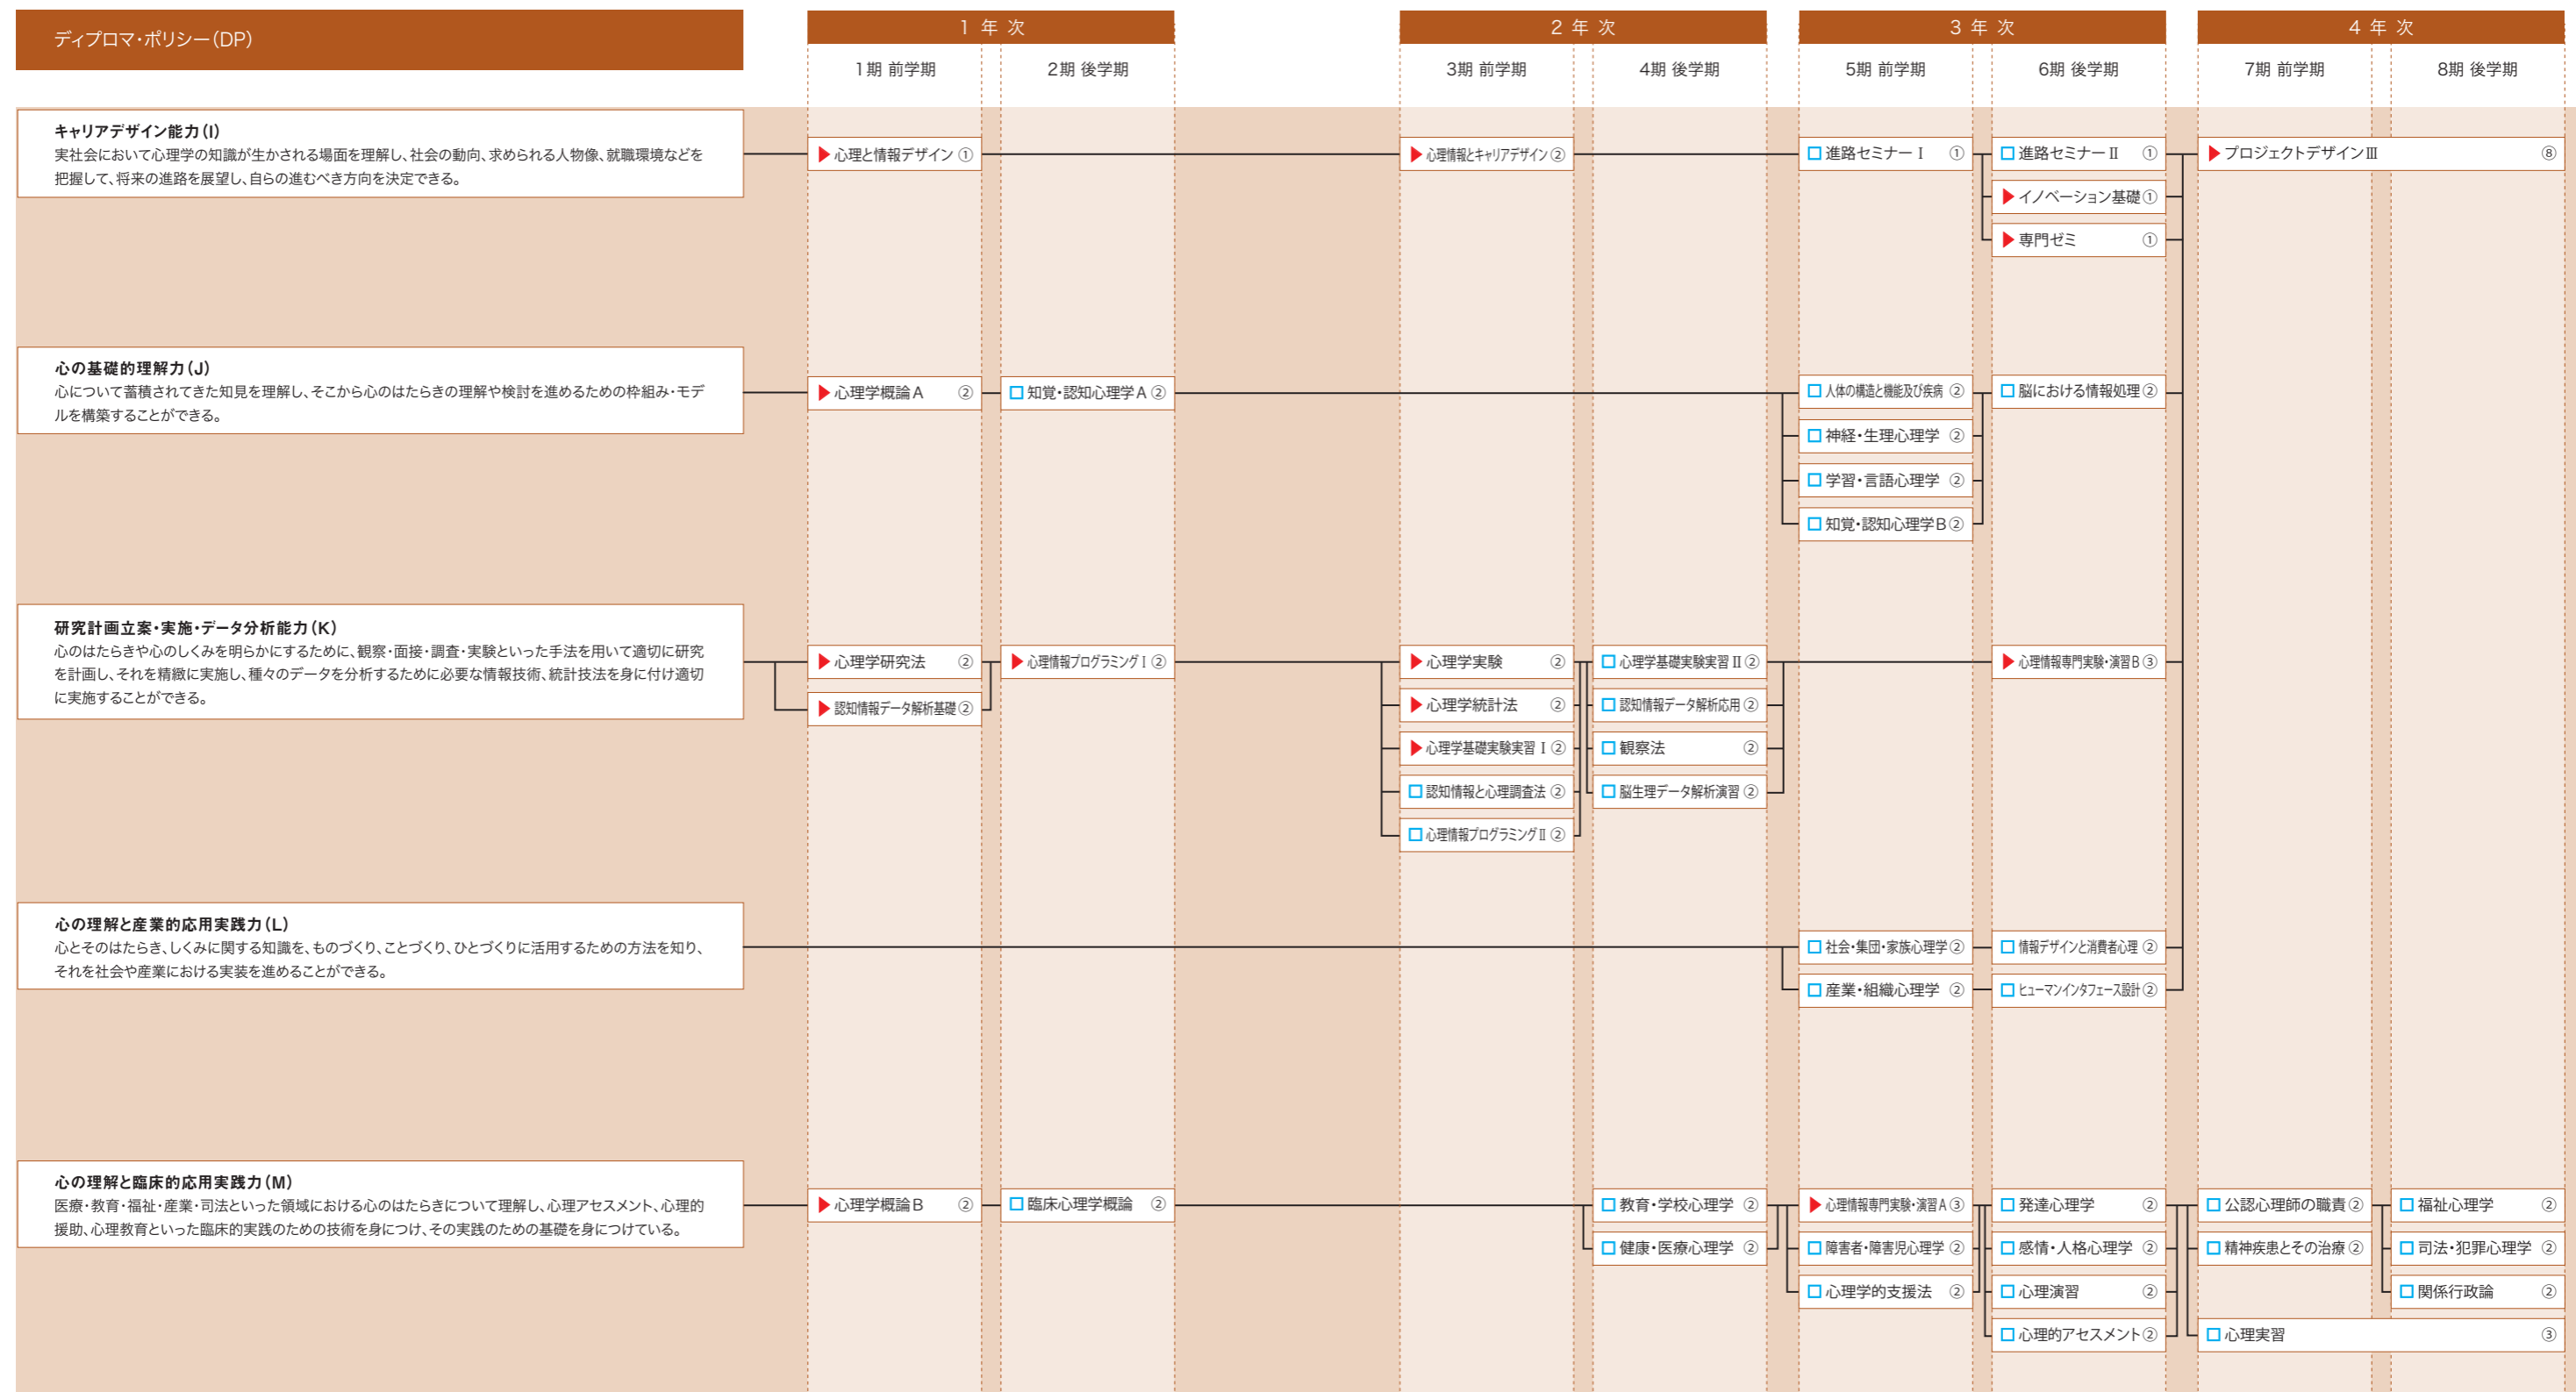 ディプロマ・ポリシー（DP）
1 年 次
2 年 次
3 年 次
4 年 次
1期 前学期
2期 後学期
3期 前学期
4期 後学期
5期 前学期
6期 後学期
7期 前学期
8期 後学期
キャリアデザイン能力（I）
実社会において心理学の知識が生かされる場面を理解し、社会の動向、求められる人物像、就職環境などを
把握して、将来の進路を展望し、自らの進むべき方向を決定できる。
▶心理と情報デザイン ①
▶心理情報とキャリアデザイン ②
□進路セミナー Ⅰ ①
□進路セミナー Ⅱ ①
▶プロジェクトデザインⅢ ⑧
▶イノベーション基礎 ①
▶専門ゼミ ①
心の基礎的理解力（J）
心について蓄積されてきた知見を理解し、そこから心のはたらきの理解や検討を進めるための枠組み・モデ
ルを構築することができる。
▶心理学概論A ②
□知覚・認知心理学A ②
□人体の構造と機能及び疾病 ②
□脳における情報処理 ②
□神経・生理心理学 ②
□学習・言語心理学 ②
□知覚・認知心理学B ②
研究計画立案・実施・データ分析能力（K）
心のはたらきや心のしくみを明らかにするために、観察・面接・調査・実験といった手法を用いて適切に研究
を計画し、それを精緻に実施し、種々のデータを分析するために必要な情報技術、統計技法を身に付け適切
に実施することができる。
▶心理学研究法 ②
▶心理情報プログラミングⅠ ②
▶心理学実験 ②
□心理学基礎実験実習Ⅱ ②
▶心理情報専門実験・演習B ③
▶認知情報データ解析基礎 ②
▶心理学統計法 ②
□認知情報データ解析応用 ②
▶心理学基礎実験実習 Ⅰ ②
□観察法 ②
□認知情報と心理調査法 ②
□脳生理データ解析演習 ②
□心理情報プログラミングⅡ ②
心の理解と産業的応用実践力（L）
心とそのはたらき、しくみに関する知識を、ものづくり、ことづくり、ひとづくりに活用するための方法を知り、
それを社会や産業における実装を進めることができる。
□社会・集団・家族心理学 ②
□情報デザインと消費者心理 ②
□産業・組織心理学 ②
□ヒューマンインタフェース設計 ②
心の理解と臨床的応用実践力（M）
医療・教育・福祉・産業・司法といった領域における心のはたらきについて理解し、心理アセスメント、心理的
援助、心理教育といった臨床的実践のための技術を身につけ、その実践のための基礎を身につけている。
▶心理学概論B ②
□臨床心理学概論 ②
□教育・学校心理学 ②
▶心理情報専門実験・演習A ③
□発達心理学 ②
□公認心理師の職責 ②
□福祉心理学 ②
□健康・医療心理学 ②
□障害者・障害児心理学 ②
□感情・人格心理学 ②
□精神疾患とその治療 ②
□司法・犯罪心理学 ②
□心理学的支援法 ②
□心理演習 ②
□関係行政論 ②
□心理的アセスメント ②
□心理実習 ③